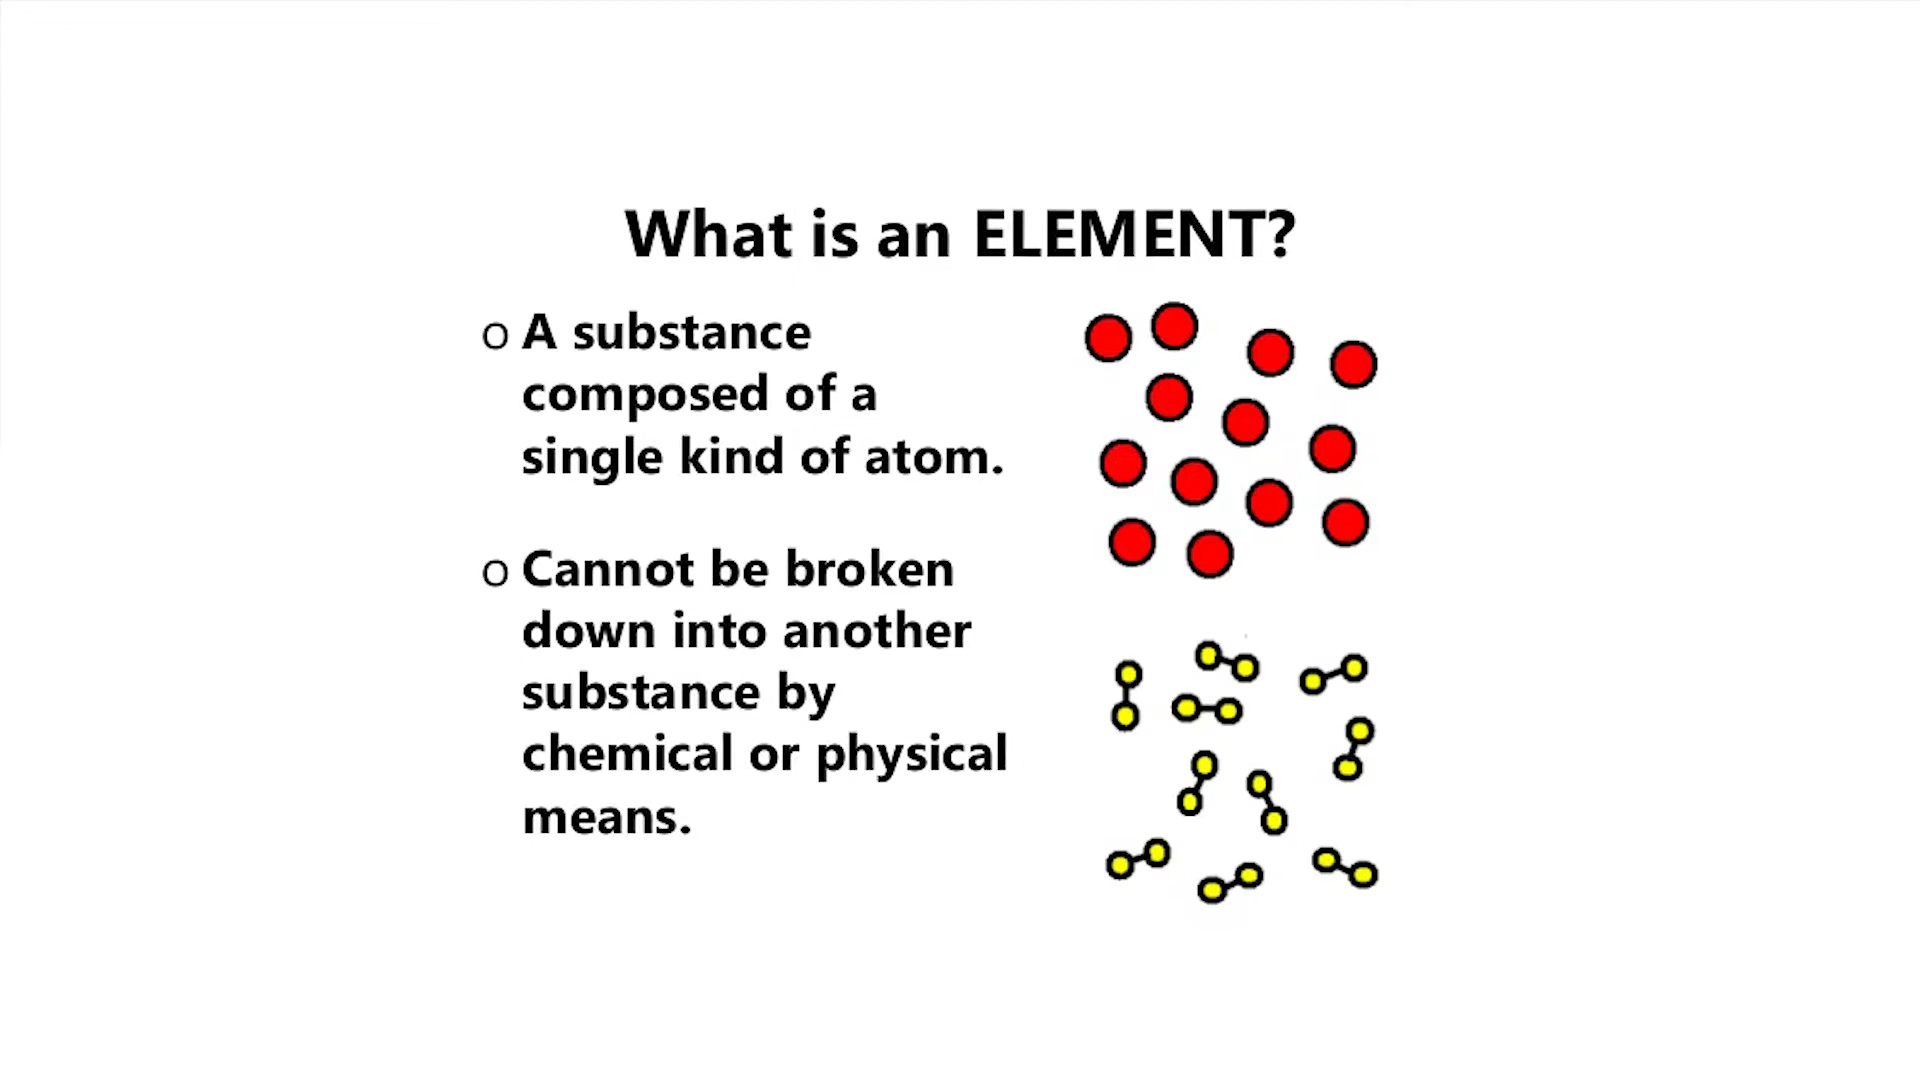 What is an ELEMENT?
o A substance
composed of a
single kind of atom.
o Cannot be broken
down into another
substance by
chemical or physical
means.